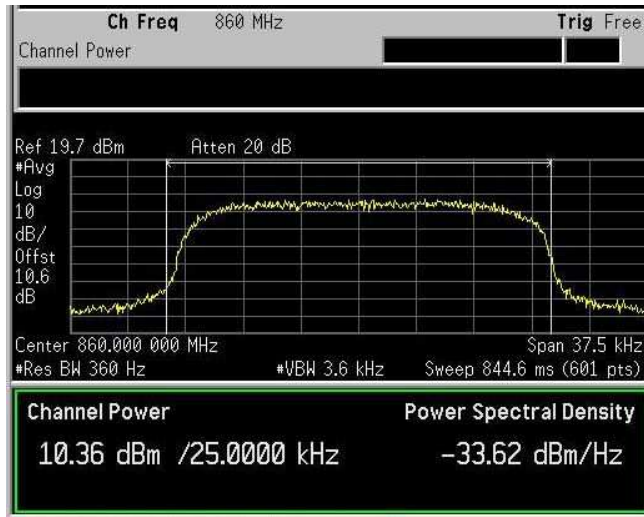 Ch Freq 860 MHz Trig Free
Channel Power
Ref 19.7 dBm Atten 20 dB
#Avg
Log
10
dB/
Offst
10.6
dB
Center 860.000 000 MHz Span 37.5 kHz
#Res BW 360 Hz #VBW 3.6 kHz Sweep 844.6 ms (601 pts)
Channel Power Power Spectral Density
10.36 dBm /25.0000 kHz -33.62 dBm/Hz